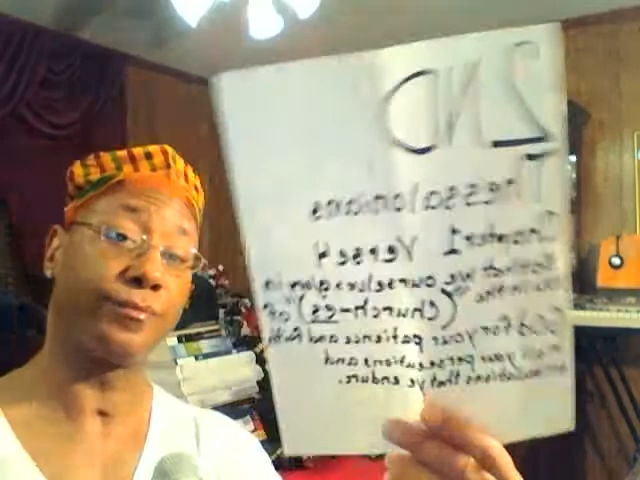 2ND
Thessalonians
Chapter 1 Verse 4
So that we ourselves glory in
you in the (Church-es) of
God for your patience and faith
in all your persecutions and
tribulations that ye endure.